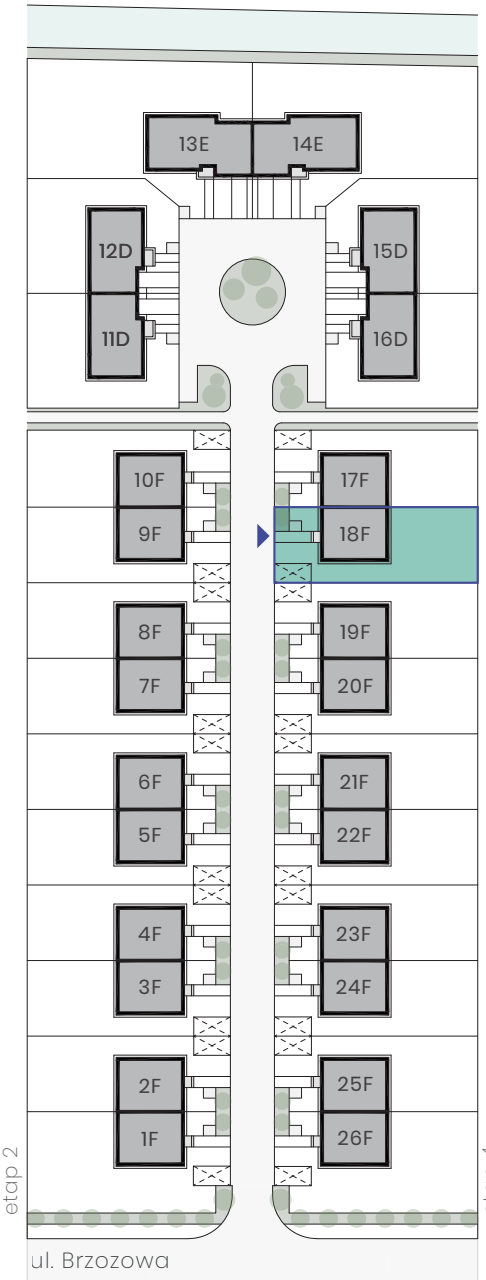 13E 14E
12D 15D
11D 16D
10F 17F
9F 18F
8F 19F
7F 20F
6F 21F
5F 22F
4F 23F
3F 24F
2F 25F
1F 26F
etap 2
ul. Brzozowa